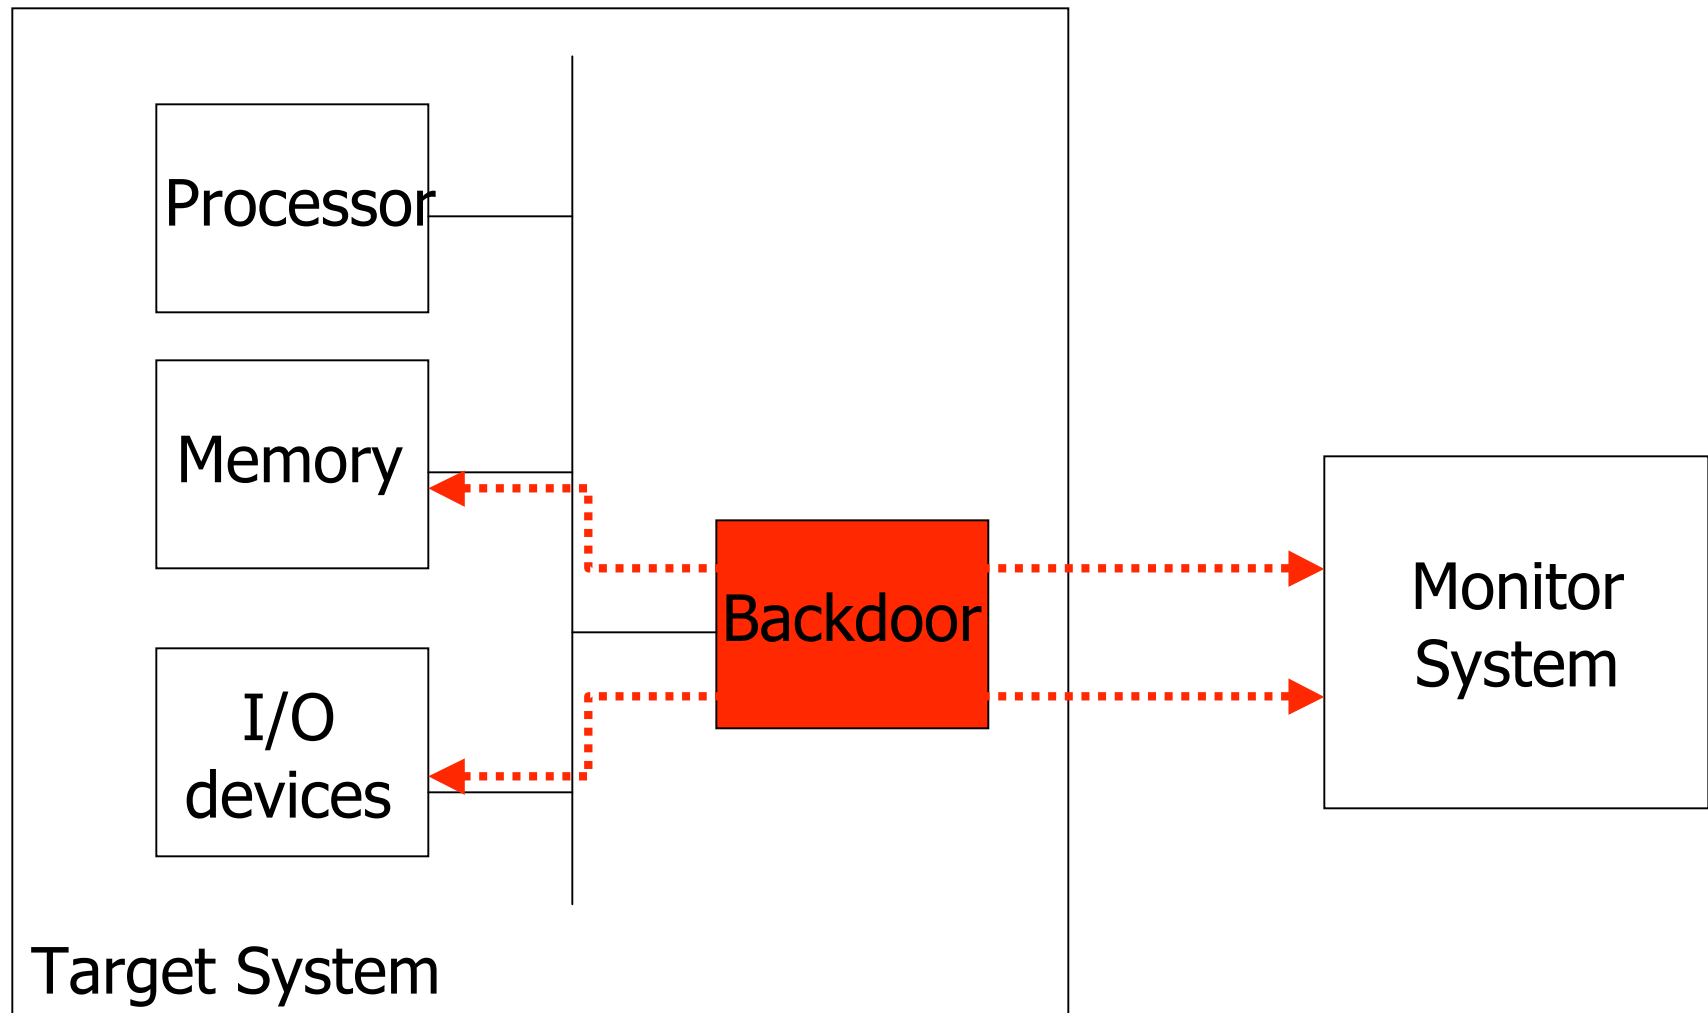 Processor
Memory
Backdoor
Monitor
System
I/O
devices
Target System